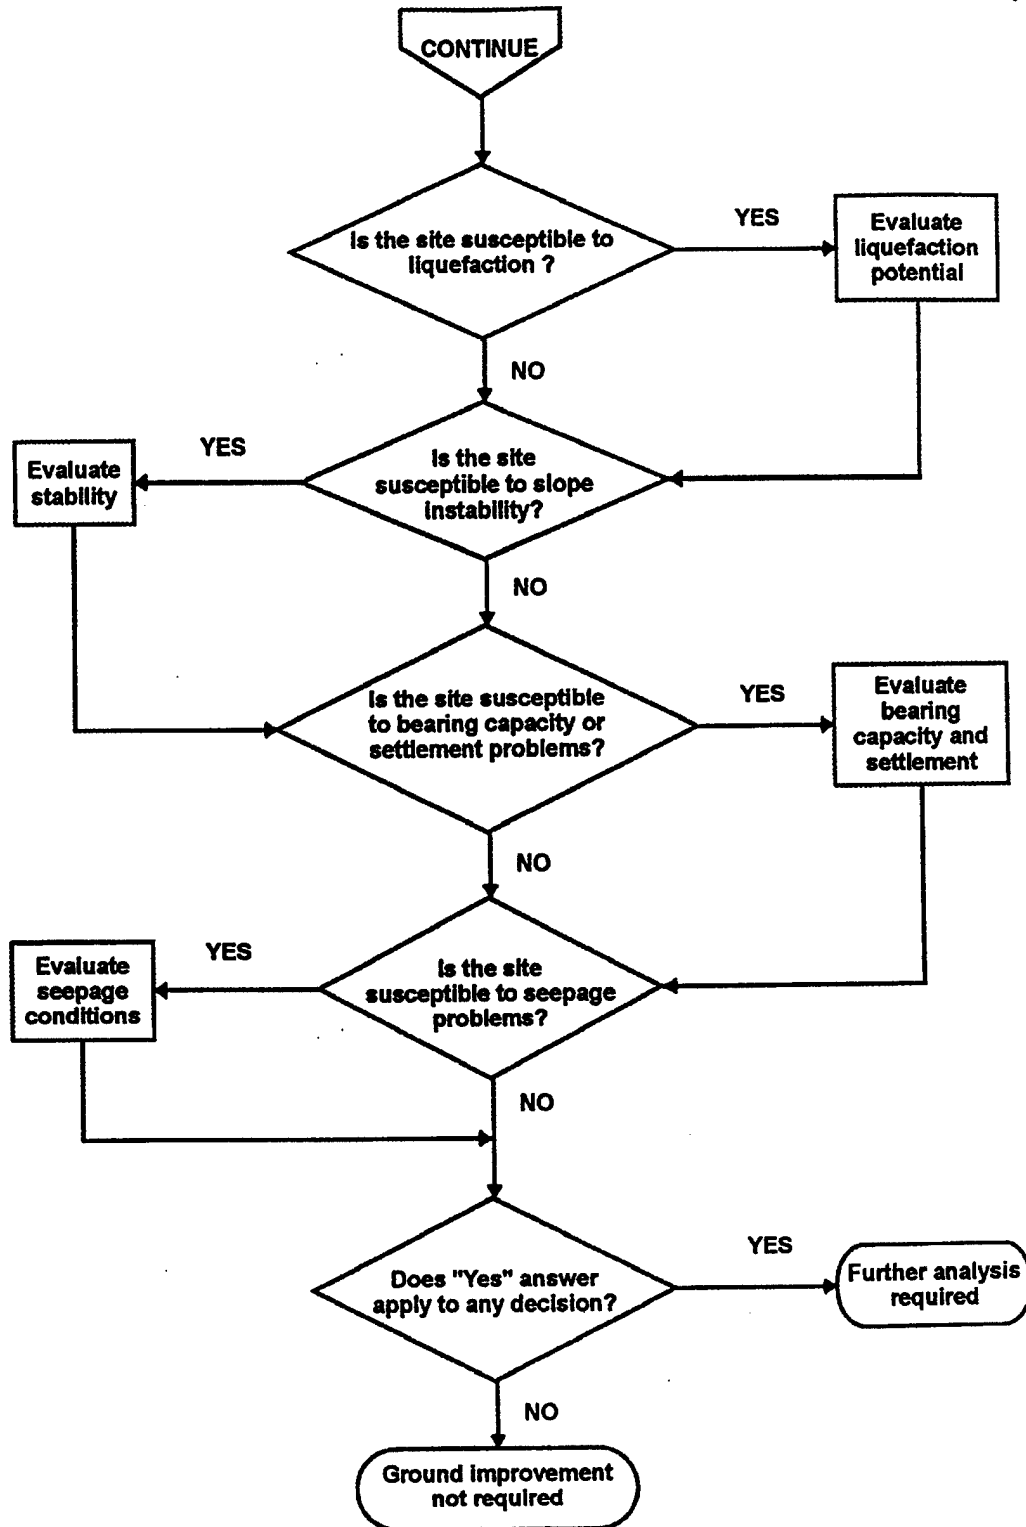 CONTINUE
Is the site susceptible to
liquefaction ?
YES
Evaluate
liquefaction
potential
NO
YES
Evaluate
stability
Is the site
susceptible to slope
instability?
NO
Is the site susceptible
to bearing capacity or
settlement problems?
YES
Evaluate
bearing
capacity and
settlement
NO
YES
Evaluate
seepage
conditions
Is the site
susceptible to seepage
problems?
NO
Does "Yes" answer
apply to any decision?
YES
Further analysis
required
NO
Ground improvement
not required